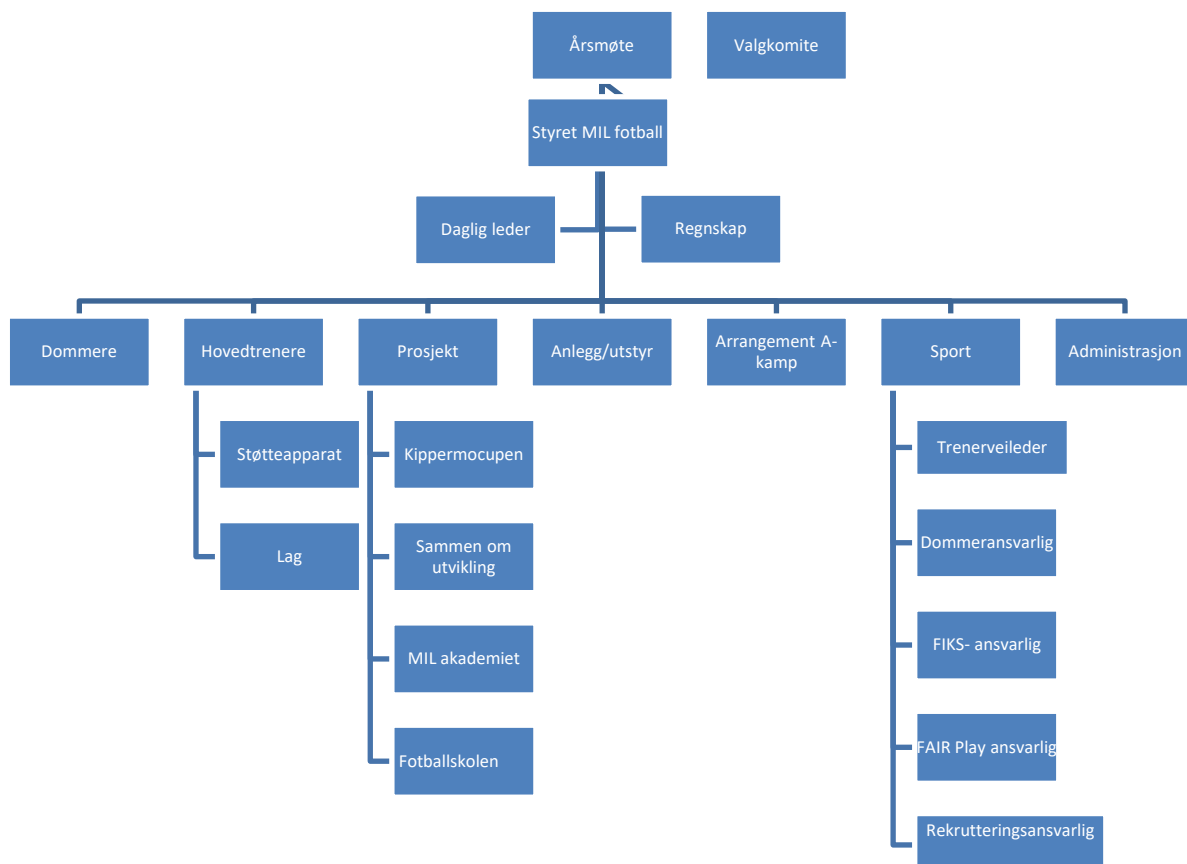 Årsmøte
Valgkomite
Styret MIL fotball
Daglig leder
Regnskap
Dommere
Hovedtrenere
Prosjekt
Anlegg/utstyr
Arrangement A-
kamp
Sport
Administrasjon
Støtteapparat
Lag
Kippermocupen
Sammen om
utvikling
MIL akademiet
Fotballskolen
Trenerveileder
Dommeransvarlig
FIKS- ansvarlig
FAIR Play ansvarlig
Rekrutteringsansvarlig